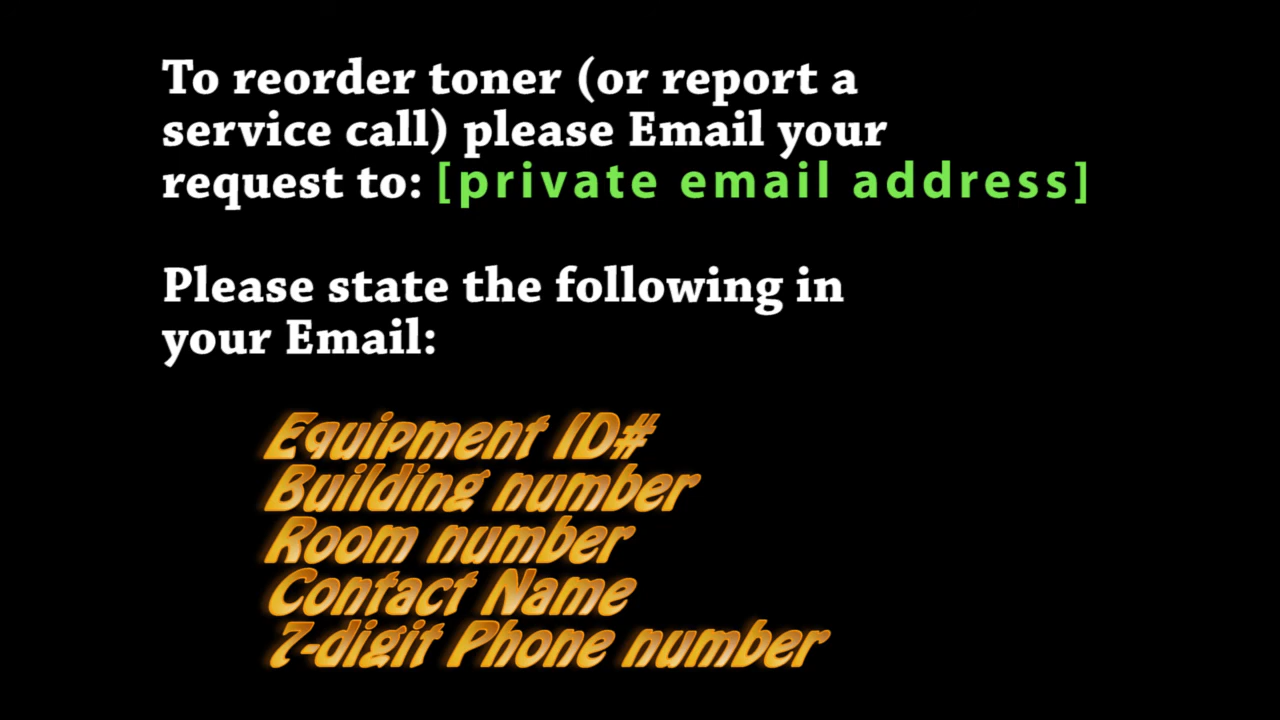 To reorder toner (or report a
service call) please Email your
request to: [private email address]
Please state the following in
your Email:
Equipment ID#
Building number
Room number
Contact Name
7-digit Phone number